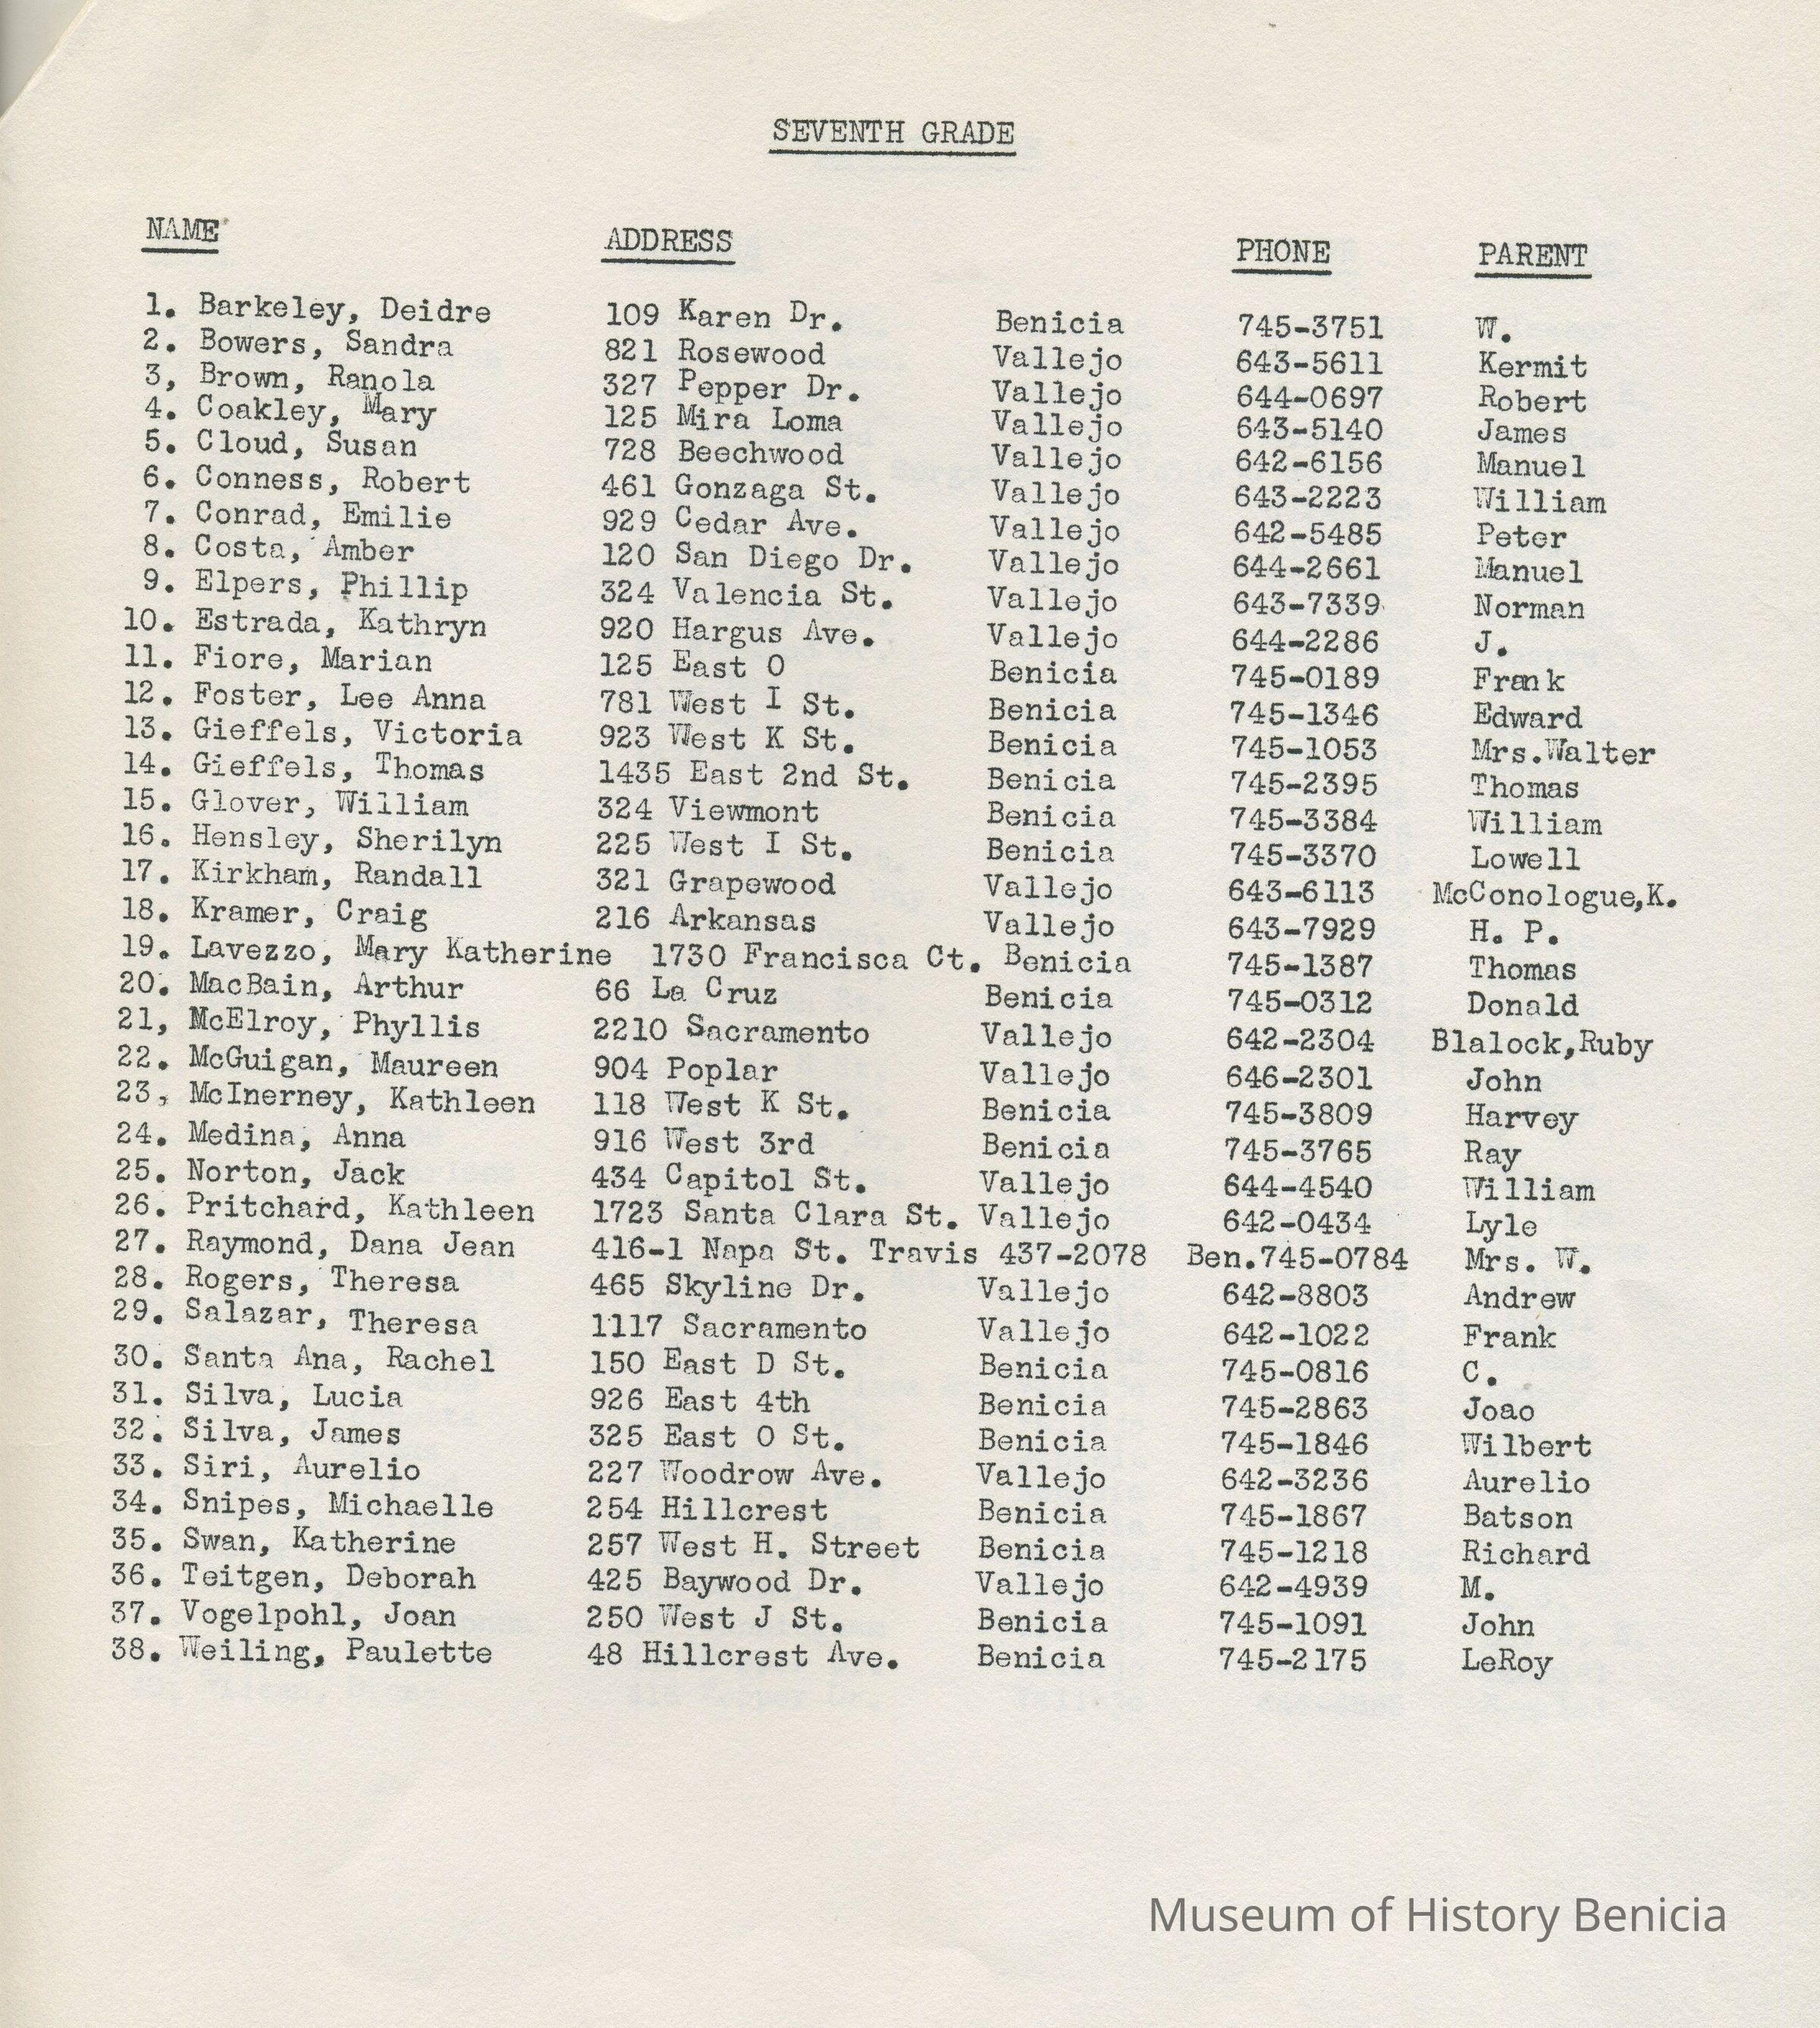 SEVENTH GRADE
NAME ADDRESS PHONE PARENT
1. Barkeley, Deidre 109 Karen Dr. Benicia 745-3751 W.
2. Bowers, Sandra 821 Rosewood Vallejo 643-5611 Kermit
3, Brown, Ranola 327 Pepper Dr. Vallejo 644-0697 Robert
4. Coakley, Mary 125 Mira Loma Vallejo 643-5140 James
5. Cloud, Susan 728 Beechwood Vallejo 642-6156 Manuel
6. Conness, Robert 461 Gonzaga St. Vallejo 643-2223 William
7. Conrad, Emilie 929 Cedar Ave. Vallejo 642-5485 Peter
8. Costa, Amber 120 San Diego Dr. Vallejo 644-2661 Manuel
9. Elpers, Phillip 324 Valencia St. Vallejo 643-7339 Norman
10. Estrada, Kathryn 920 Hargus Ave. Vallejo 644-2286 J.
11. Fiore, Marian 125 East O Benicia 745-0189 Frank
12. Foster, Lee Anna 781 West I St. Benicia 745-1346 Edward
13. Gieffels, Victoria 923 West K St. Benicia 745-1053 Mrs.Walter
14. Gieffels, Thomas 1435 East 2nd St. Benicia 745-2395 Thomas
15. Glover, William 324 Viewmont Benicia 745-3384 William
16. Hensley, Sherilyn 225 West I St. Benicia 745-3370 Lowell
17. Kirkham, Randall 321 Grapewood Vallejo 643-6113 McConologue,K.
18. Kramer, Craig 216 Arkansas Vallejo 643-7929 H. P.
19. Lavezzo, Mary Katherine 1730 Francisca Ct. Benicia 745-1387 Thomas
20. MacBain, Arthur 66 La Cruz Benicia 745-0312 Donald
21, McElroy, Phyllis 2210 Sacramento Vallejo 642-2304 Blalock,Ruby
22. McGuigan, Maureen 904 Poplar Vallejo 646-2301 John
23, McInerney, Kathleen 118 West K St. Benicia 745-3809 Harvey
24. Medina, Anna 916 West 3rd Benicia 745-3765 Ray
25. Norton, Jack 434 Capitol St. Vallejo 644-4540 William
26. Pritchard, Kathleen 1723 Santa Clara St. Vallejo 642-0434 Lyle
27. Raymond, Dana Jean 416-1 Napa St. Travis 437-2078 Ben.745-0784 Mrs. W.
28. Rogers, Theresa 465 Skyline Dr. Vallejo 642-8803 Andrew
29. Salazar, Theresa 1117 Sacramento Vallejo 642-1022 Frank
30. Santa Ana, Rachel 150 East D St. Benicia 745-0816 C.
31. Silva, Lucia 926 East 4th Benicia 745-2863 Joao
32. Silva, James 325 East O St. Benicia 745-1846 Wilbert
33. Siri, Aurelio 227 Woodrow Ave. Vallejo 642-3236 Aurelio
34. Snipes, Michaelle 254 Hillcrest Benicia 745-1867 Batson
35. Swan, Katherine 257 West H. Street Benicia 745-1218 Richard
36. Teitgen, Deborah 425 Baywood Dr. Vallejo 642-4939 M.
37. Vogelpohl, Joan 250 West J St. Benicia 745-1091 John
38. Weiling, Paulette 48 Hillcrest Ave. Benicia 745-2175 LeRoy
Museum of History Benicia